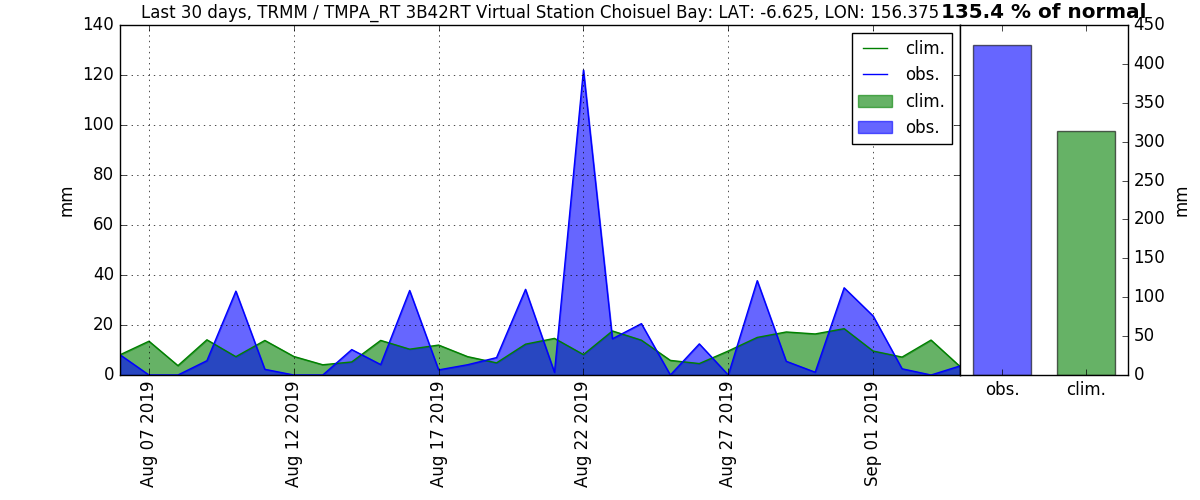 Last 30 days, TRMM / TMPA_RT 3B42RT Virtual Station Choisuel Bay: LAT: -6.625, LON: 156.375
135.4 % of normal
140
120
100
80
60
40
20
0
mm
clim.
obs.
clim.
obs.
Aug 07 2019
Aug 12 2019
Aug 17 2019
Aug 22 2019
Aug 27 2019
Sep 01 2019
450
400
350
300
250
200
150
100
50
0
mm
obs.
clim.